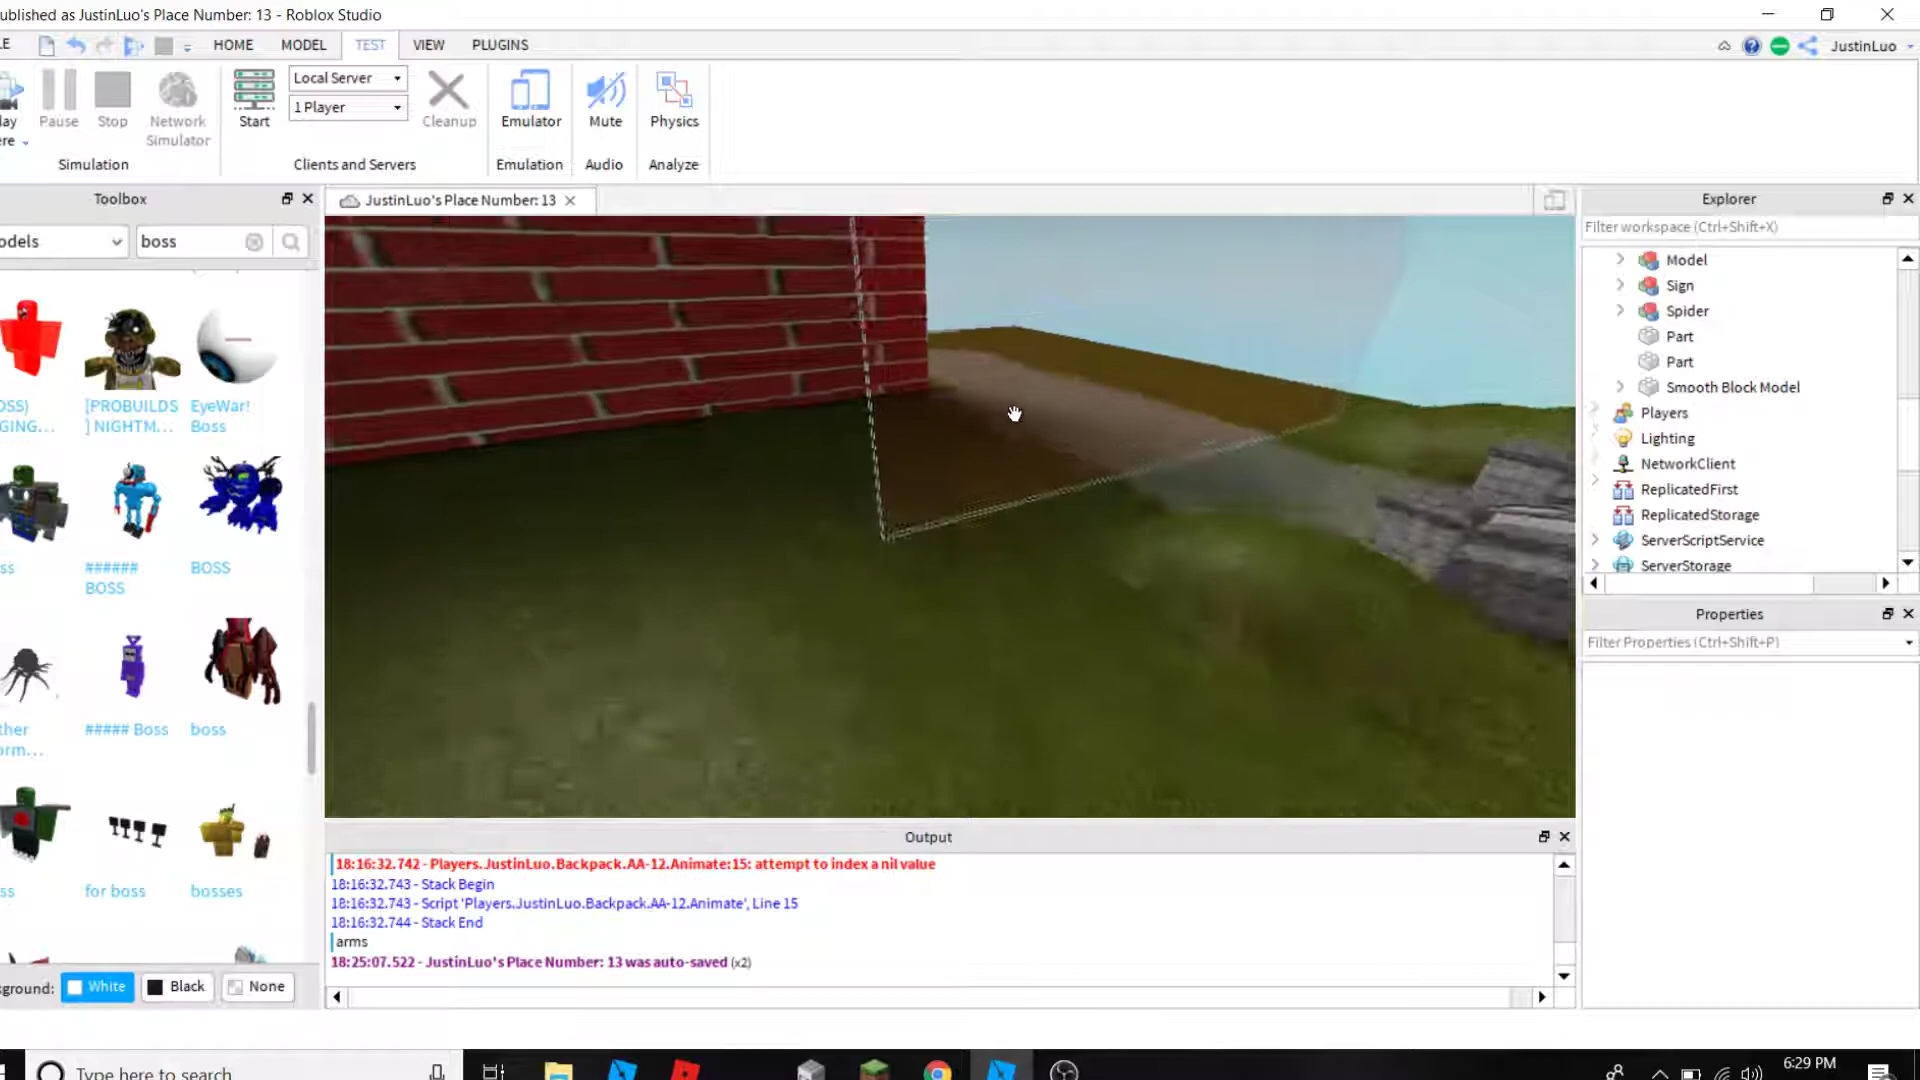 ublished as JustinLuo's Place Number: 13 - Roblox Studio
HOME MODEL TEST VIEW PLUGINS
JustinLuo
Local Server
1 Player
Pause Stop Network Simulator
Start
Cleanup
Emulator
Mute
Physics
Simulation
Clients and Servers
Emulation
Audio
Analyze
Toolbox
JustinLuo's Place Number: 13
Explorer
odels
boss
Filter workspace (Ctrl+Shift+X)
Model
Sign
Spider
Part
Part
Smooth Block Model
Players
Lighting
NetworkClient
ReplicatedFirst
ReplicatedStorage
ServerScriptService
ServerStorage
OSS) [PROBUILDS EyeWar!
GING... ] NIGHTM... Boss
ss ###### BOSS
BOSS
ther ##### Boss boss
orm...
ss for boss bosses
Properties
Filter Properties (Ctrl+Shift+P)
Output
18:16:32.742 - Players.JustinLuo.Backpack.AA-12.Animate:15: attempt to index a nil value
18:16:32.743 - Stack Begin
18:16:32.743 - Script 'Players.JustinLuo.Backpack.AA-12.Animate', Line 15
18:16:32.744 - Stack End
arms
18:25:07.522 - JustinLuo's Place Number: 13 was auto-saved (x2)
ground: White Black None
Type here to search
6:29 PM